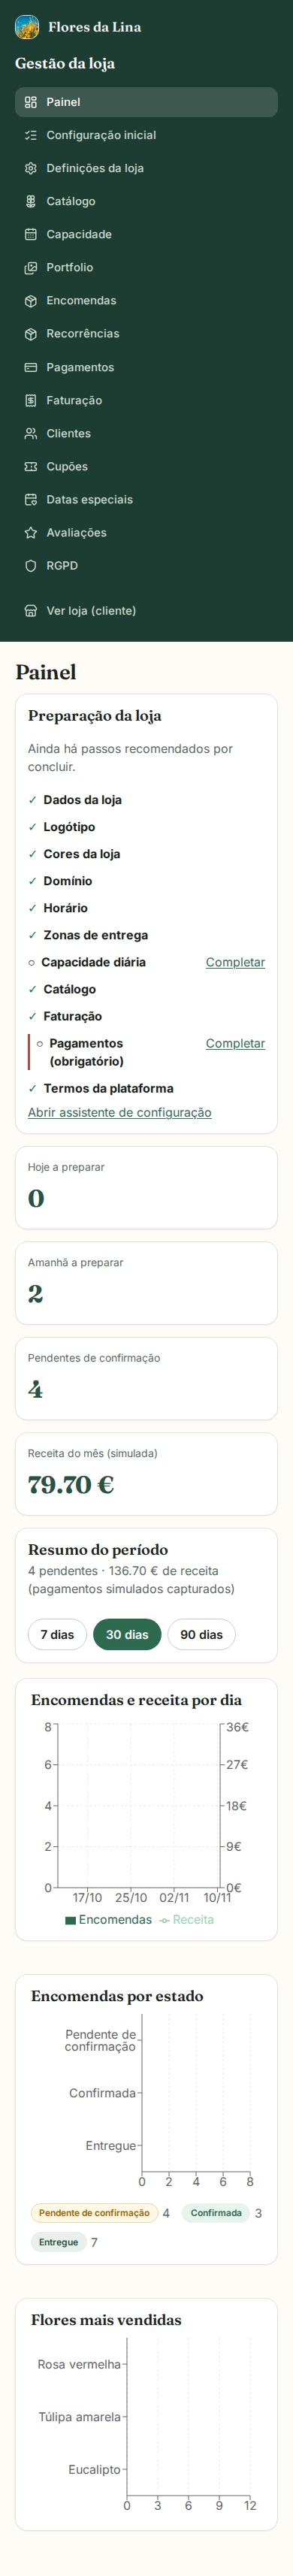 Flores da Lina
Gestão da loja
Painel
Configuração inicial
Definições da loja
Catálogo
Capacidade
Portfolio
Encomendas
Recorrências
Pagamentos
Faturação
Clientes
Cupões
Datas especiais
Avaliações
RGPD
Ver loja (cliente)
Painel
Preparação da loja
Ainda há passos recomendados por
concluir.
✓ Dados da loja
✓ Logótipo
✓ Cores da loja
✓ Domínio
✓ Horário
✓ Zonas de entrega
○ Capacidade diária Completar
✓ Catálogo
✓ Faturação
○ Pagamentos Completar
(obrigatório)
✓ Termos da plataforma
Abrir assistente de configuração
Hoje a preparar
0
Amanhã a preparar
2
Pendentes de confirmação
4
Receita do mês (simulada)
79.70 €
Resumo do período
4 pendentes · 136.70 € de receita
(pagamentos simulados capturados)
7 dias 30 dias 90 dias
Encomendas e receita por dia
8 36€
6 27€
4 18€
2 9€
0 0€
17/10 25/10 02/11 10/11
Encomendas Receita
Encomendas por estado
Pendente de
confirmação
Confirmada
Entregue
0 2 4 6 8
Pendente de confirmação 4 Confirmada 3
Entregue 7
Flores mais vendidas
Rosa vermelha
Túlipa amarela
Eucalipto
0 3 6 9 12